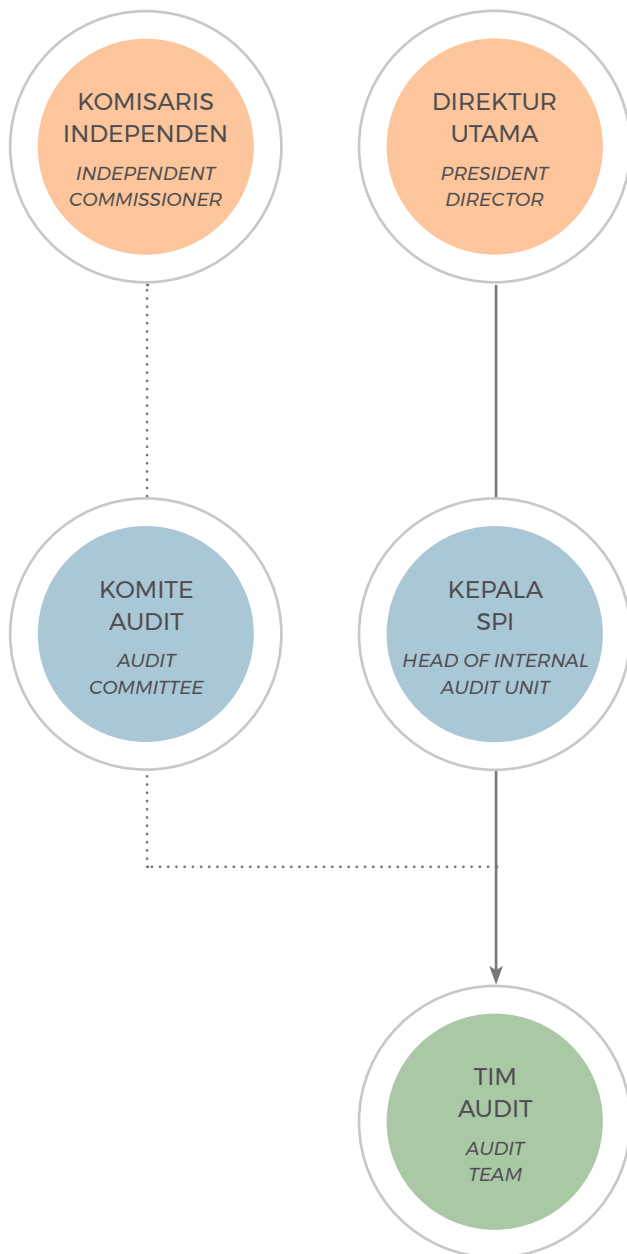 KOMISARIS
INDEPENDEN
INDEPENDENT
COMMISSIONER
DIREKTUR
UTAMA
PRESIDENT
DIRECTOR
KOMITE
AUDIT
AUDIT
COMMITTEE
KEPALA
SPI
HEAD OF INTERNAL
AUDIT UNIT
TIM
AUDIT
AUDIT
TEAM